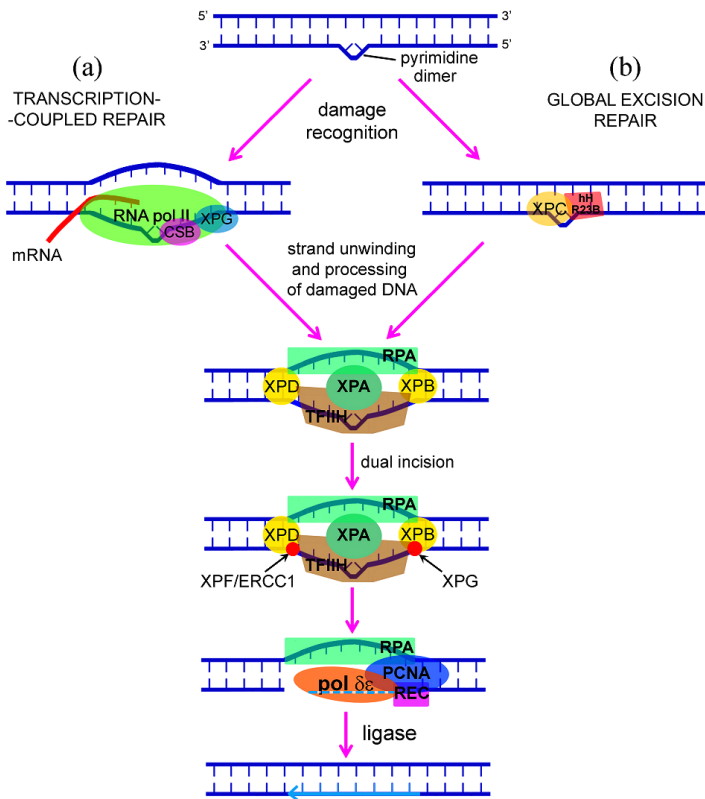 5’ 3’
3’ 5’
pyrimidine
dimer
(a)
TRANSCRIPTION-
-COUPLED REPAIR
(b)
GLOBAL EXCISION
REPAIR
damage
recognition
RNA pol II
CSB
XPG
mRNA
XPC
hH
R23B
strand unwinding
and processing
of damaged DNA
RPA
XPD
XPA
XPB
TFIIH
dual incision
RPA
XPD
XPA
XPB
TFIIH
XPF/ERCC1
XPG
RPA
PCNA
pol δε
REC
ligase